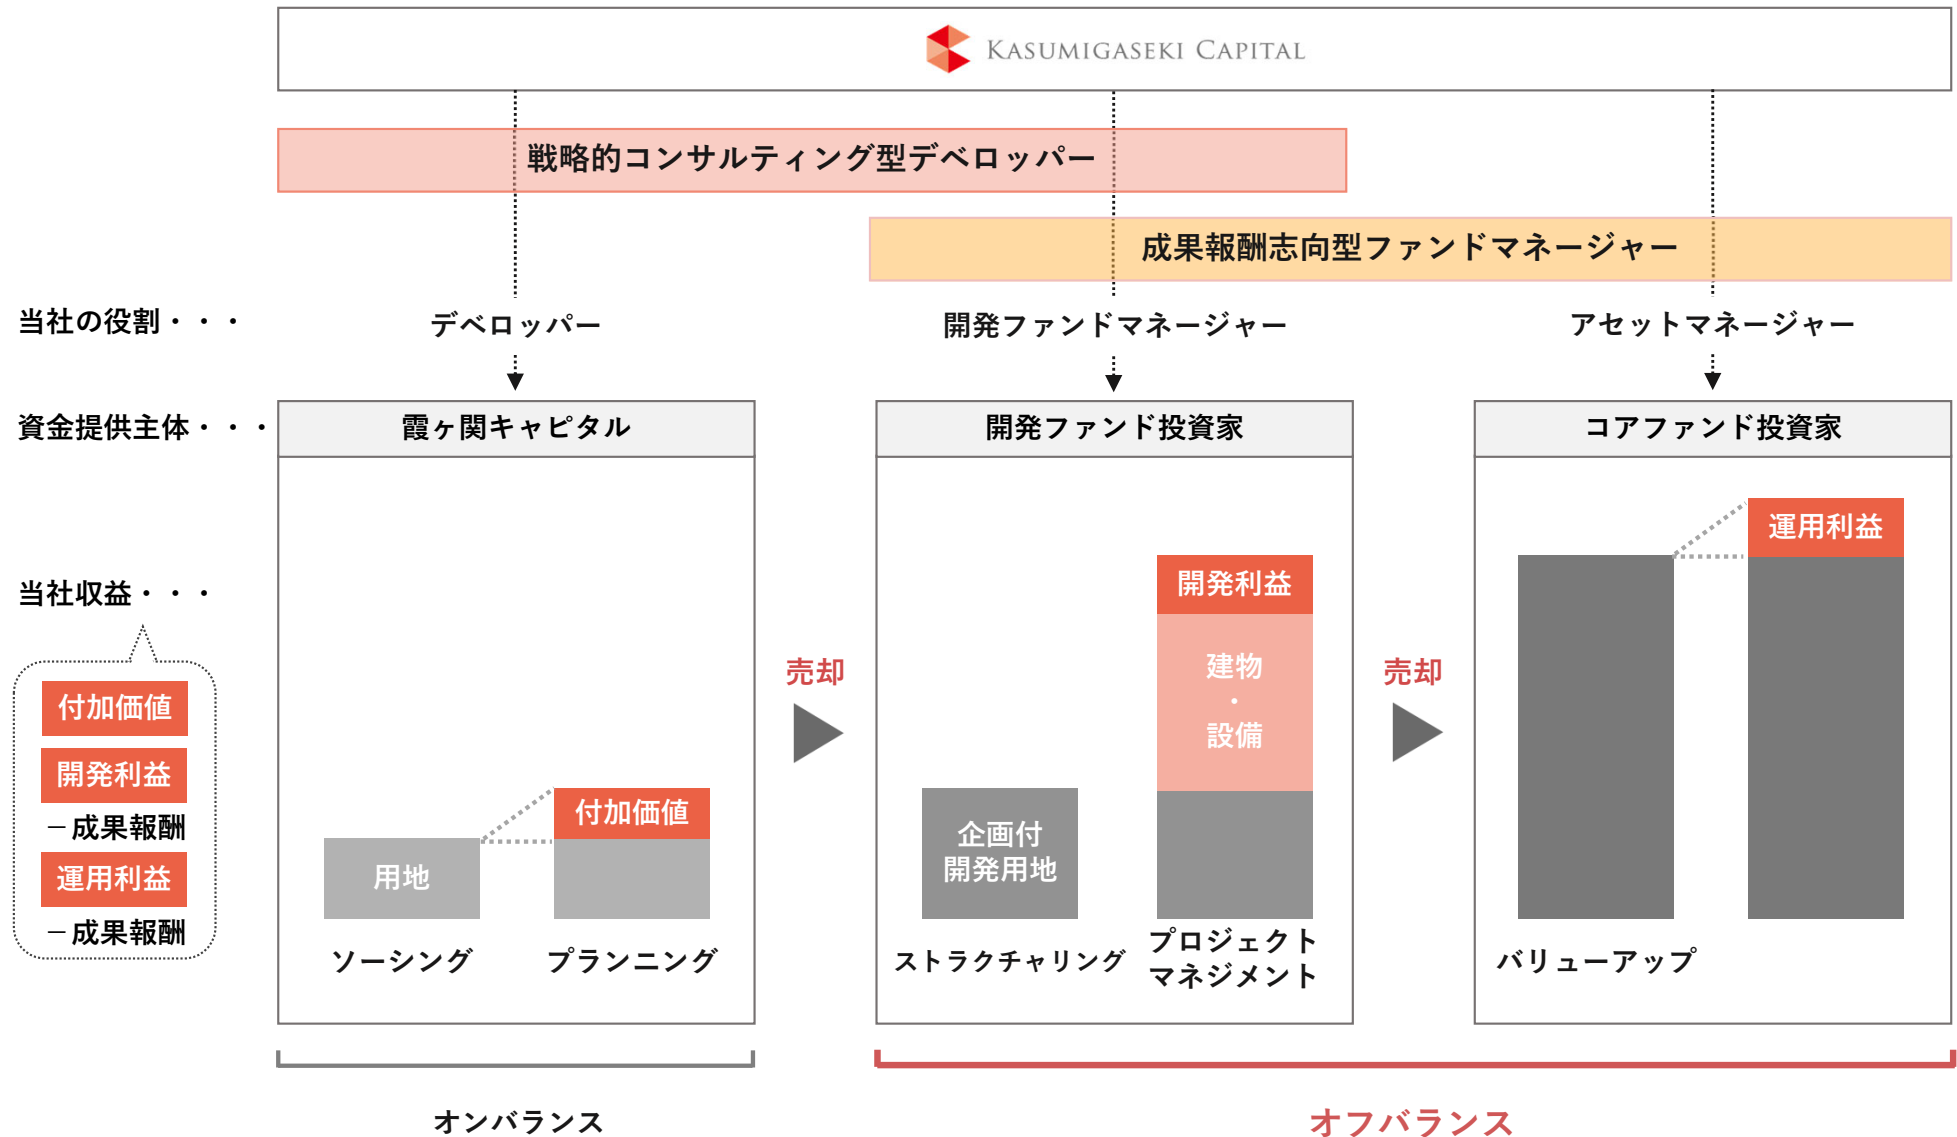 KASUMIGASEKI CAPITAL
戦略的コンサルティング型デベロッパー
成果報酬志向型ファンドマネージャー
当社の役割・・・
デベロッパー
開発ファンドマネージャー
アセットマネージャー
資金提供主体・・・
霞ヶ関キャピタル
開発ファンド投資家
コアファンド投資家
当社収益・・・
付加価値
開発利益
－成果報酬
運用利益
－成果報酬
用地
付加価値
ソーシング
プランニング
売却
企画付
開発用地
開発利益
建物
・
設備
ストラクチャリング
プロジェクト
マネジメント
売却
運用利益
バリューアップ
オンバランス
オフバランス